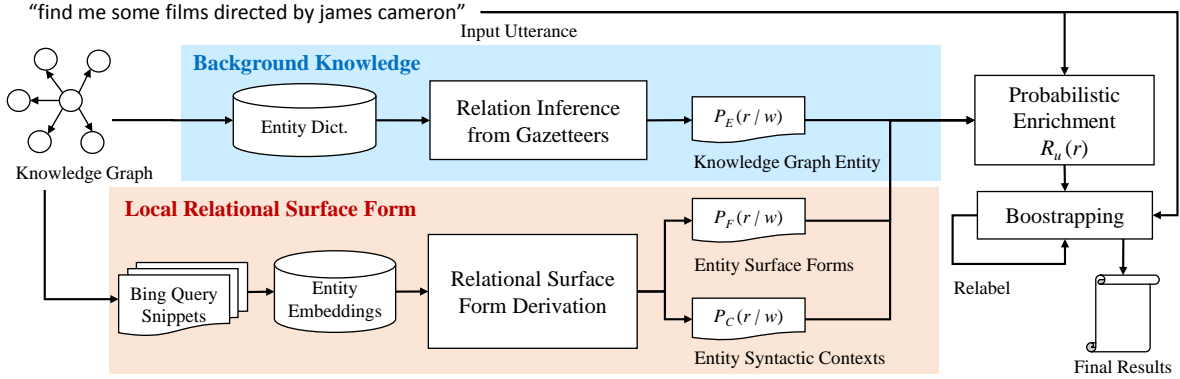 “find me some films directed by james cameron”
Input Utterance
Background Knowledge
Knowledge Graph
Entity Dict.
Relation Inference
from Gazetteers
P_E(r/w)
Knowledge Graph Entity
Probabilistic
Enrichment
R_u(r)
Local Relational Surface Form
Bing Query
Snippets
Entity
Embeddings
Relational Surface
Form Derivation
P_F(r/w)
Entity Surface Forms
P_C(r/w)
Entity Syntactic Contexts
Boostrapping
Relabel
Final Results